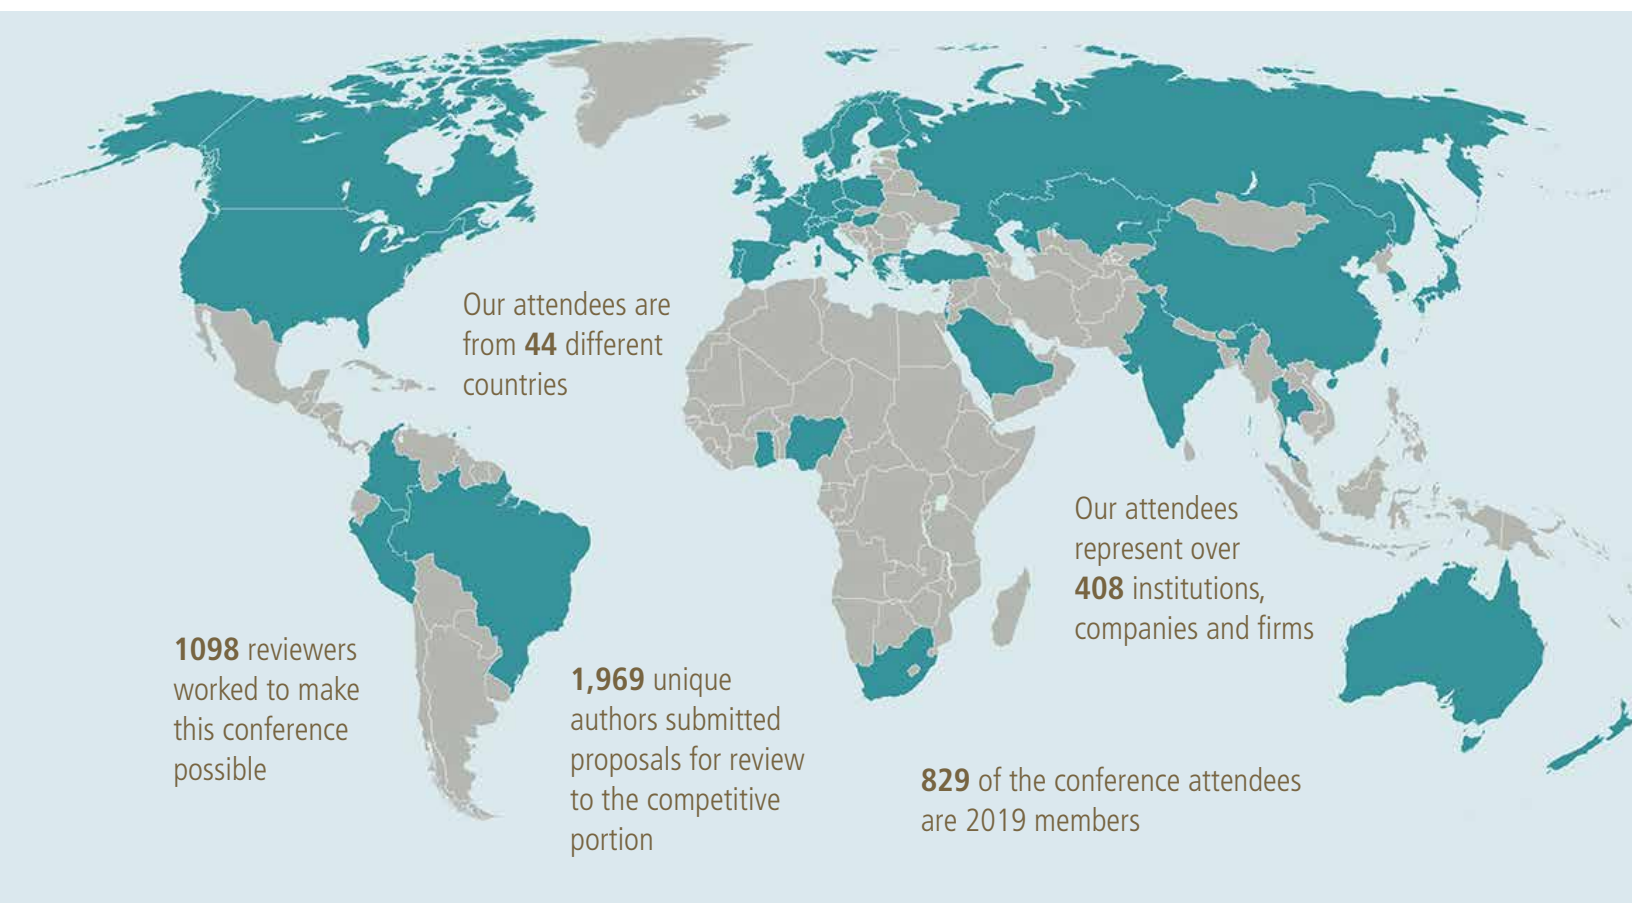 Our attendees are
from 44 different
countries
Our attendees
represent over
408 institutions,
companies and firms
1098 reviewers
worked to make
this conference
possible
1,969 unique
authors submitted
proposals for review
to the competitive
portion
829 of the conference attendees
are 2019 members